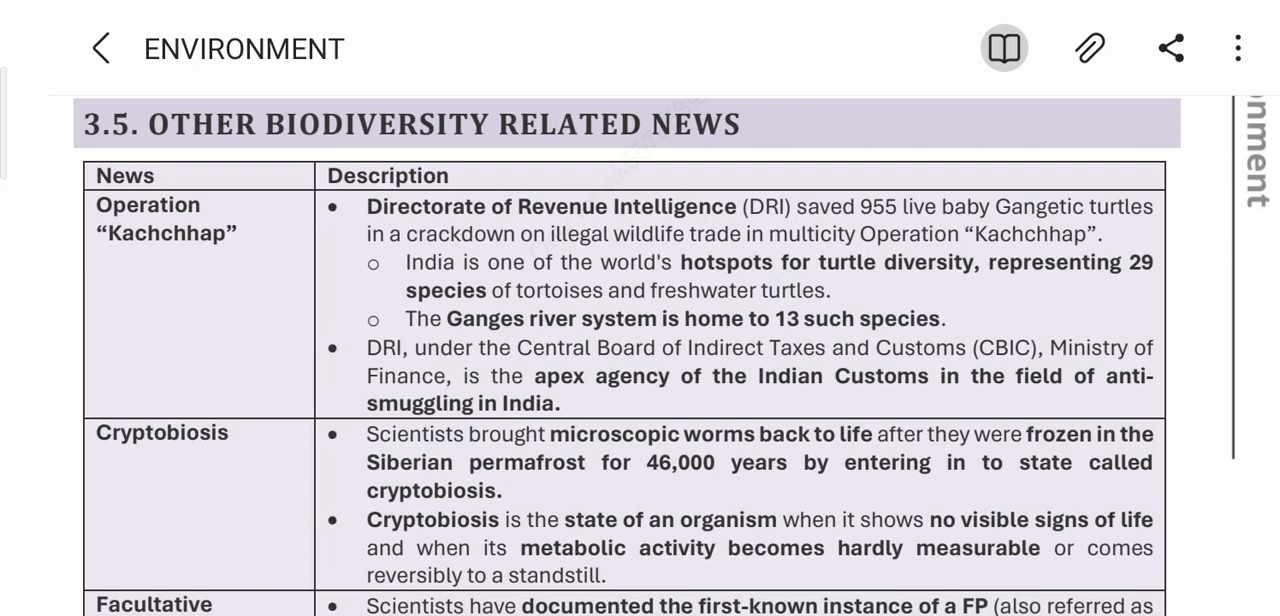 ENVIRONMENT
3.5. OTHER BIODIVERSITY RELATED NEWS
News
Description
Operation
“Kachchhap”
• Directorate of Revenue Intelligence (DRI) saved 955 live baby Gangetic turtles
in a crackdown on illegal wildlife trade in multicity Operation “Kachchhap”.
o India is one of the world's hotspots for turtle diversity, representing 29
species of tortoises and freshwater turtles.
o The Ganges river system is home to 13 such species.
• DRI, under the Central Board of Indirect Taxes and Customs (CBIC), Ministry of
Finance, is the apex agency of the Indian Customs in the field of anti-
smuggling in India.
Cryptobiosis
• Scientists brought microscopic worms back to life after they were frozen in the
Siberian permafrost for 46,000 years by entering in to state called
cryptobiosis.
• Cryptobiosis is the state of an organism when it shows no visible signs of life
and when its metabolic activity becomes hardly measurable or comes
reversibly to a standstill.
Facultative
• Scientists have documented the first-known instance of a FP (also referred as
nment